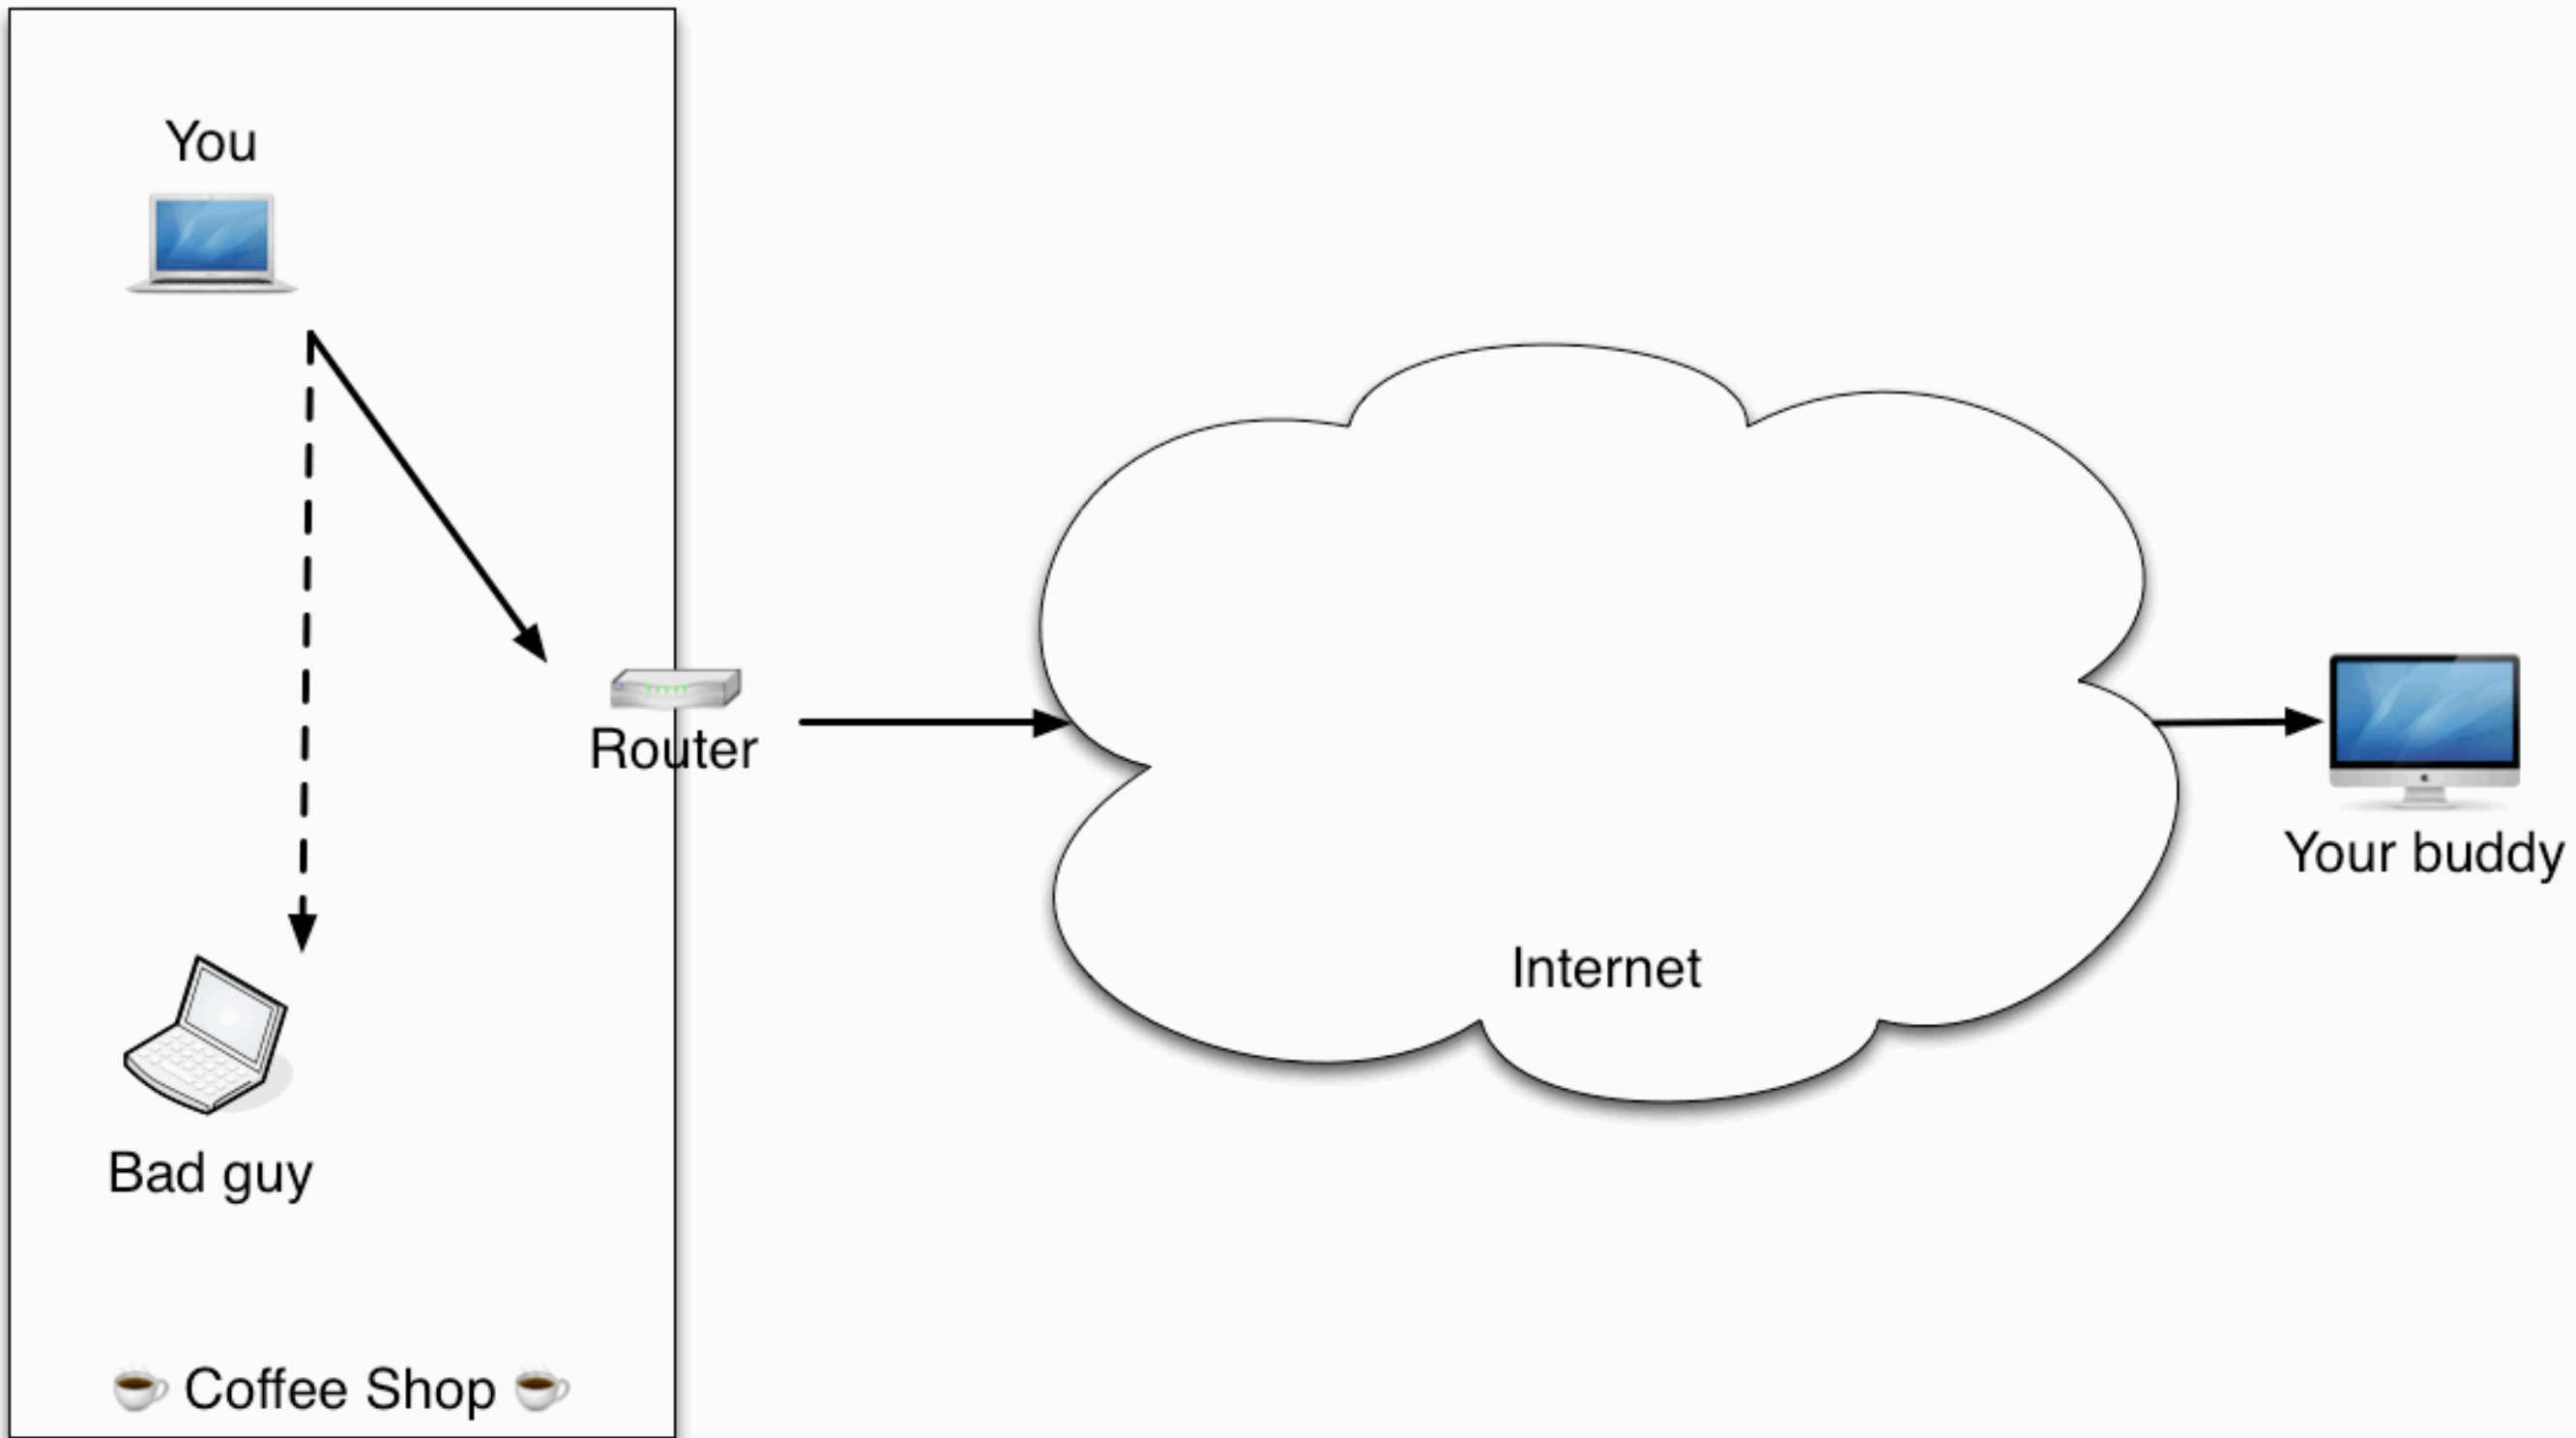 You
Router
Your buddy
Internet
Bad guy
☕ Coffee Shop ☕